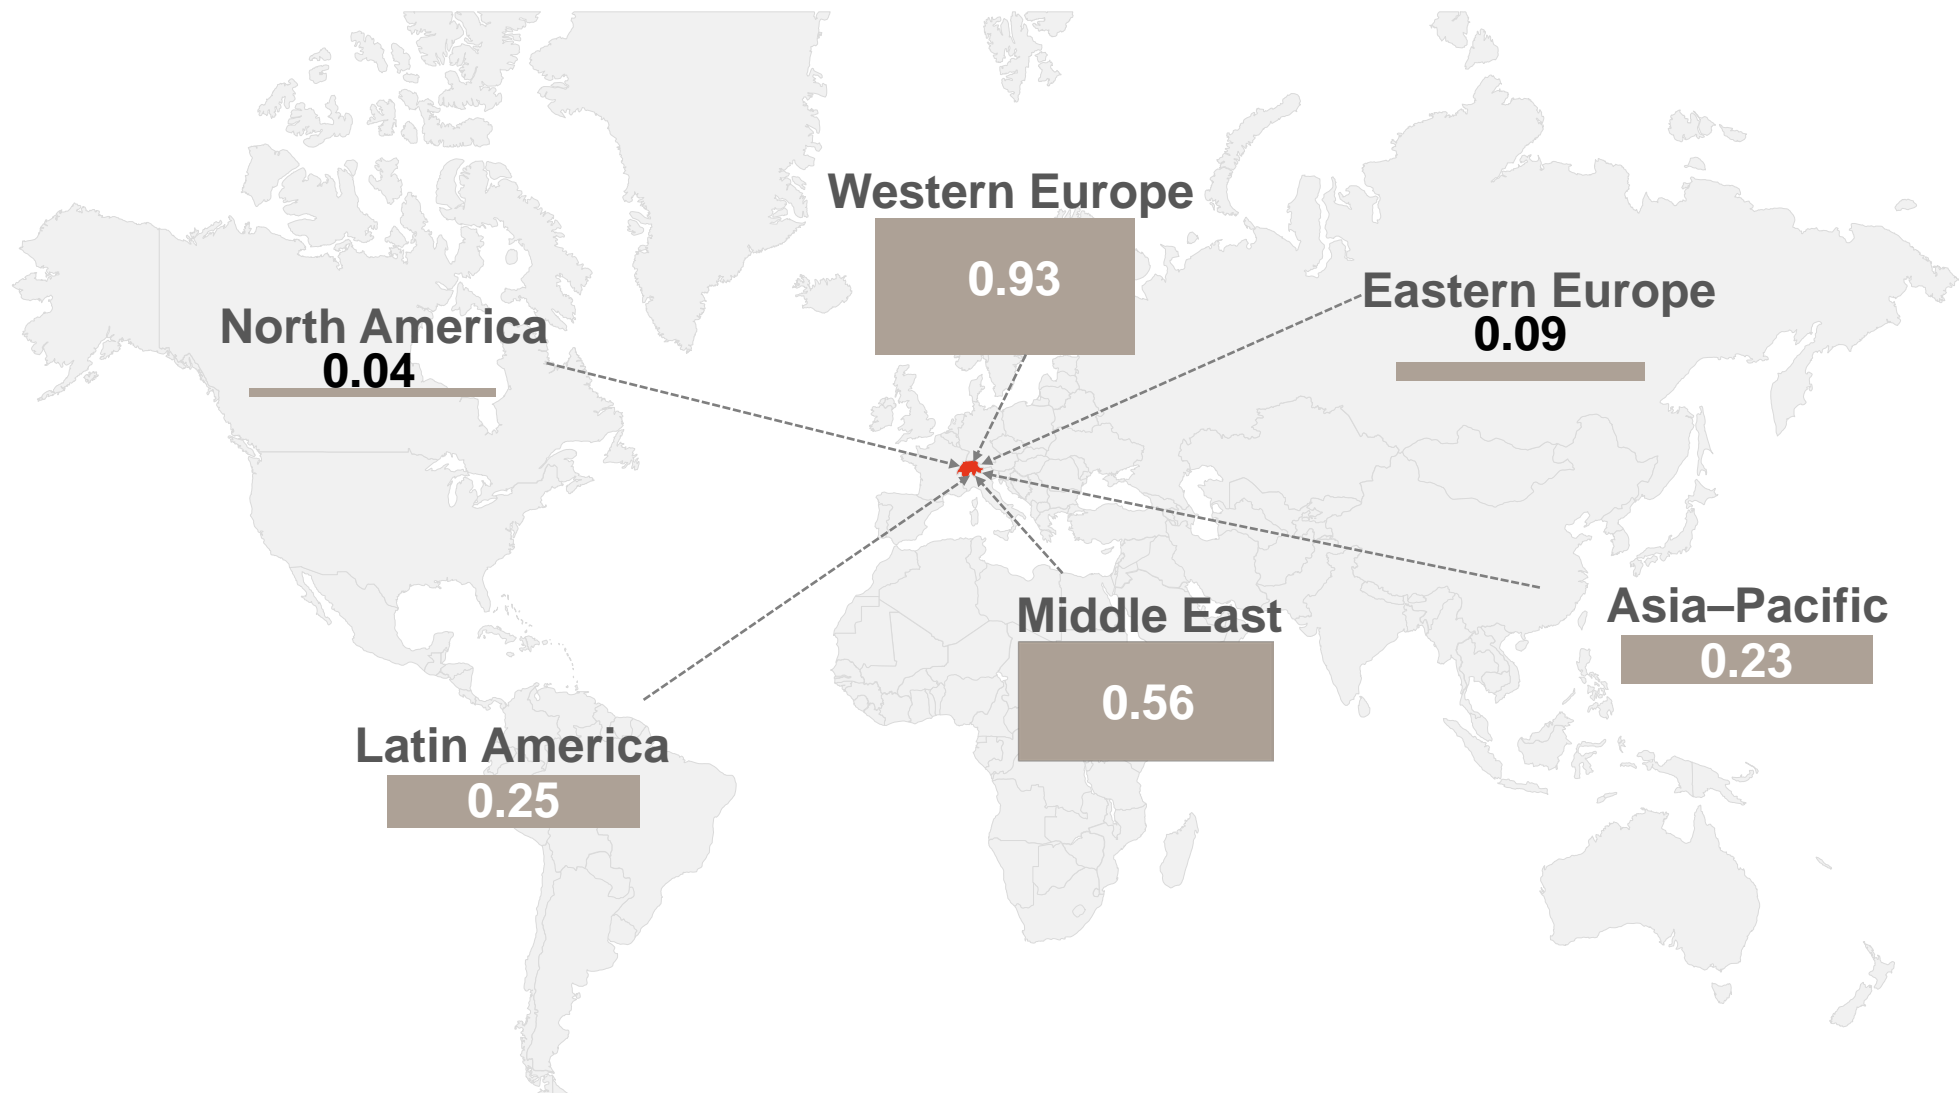 Western Europe
0.93
Eastern Europe
0.09
North America
0.04
Asia–Pacific
0.23
Middle East
0.56
Latin America
0.25